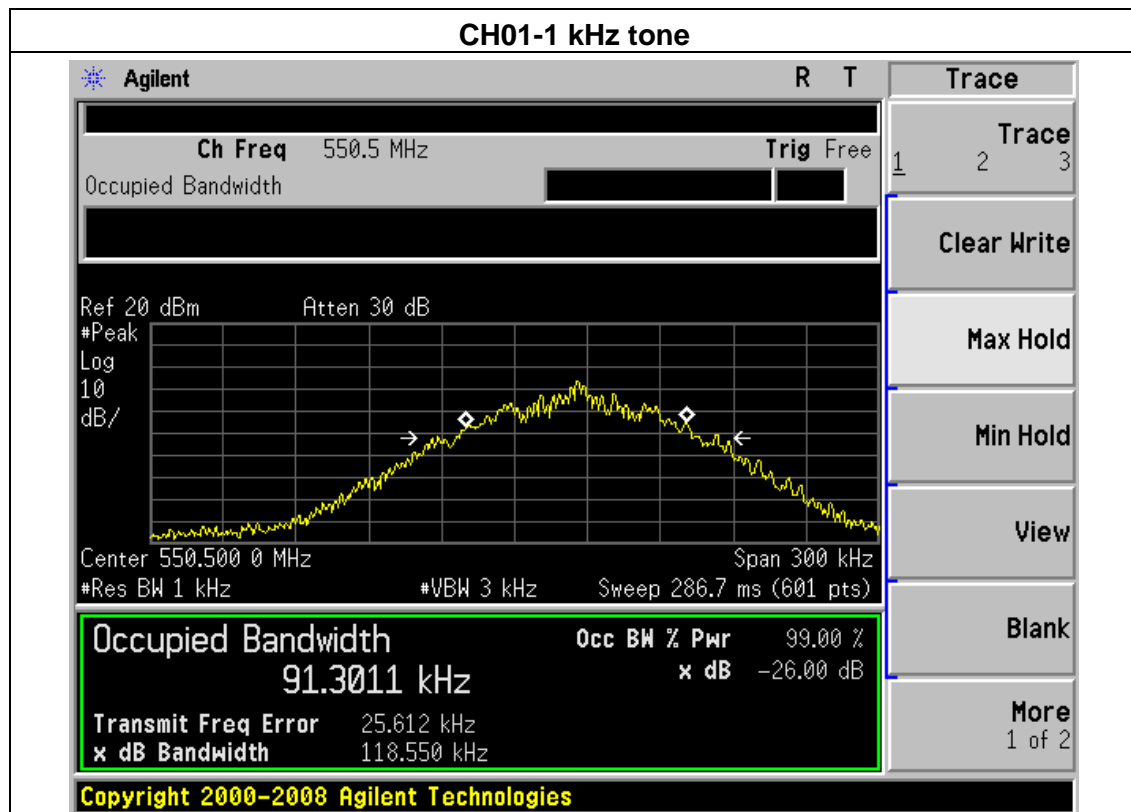 CH01-1 kHz tone
Agilent R T
Ch Freq 550.5 MHz Trig Free
Occupied Bandwidth
Ref 20 dBm Atten 30 dB
#Peak
Log
10
dB/
Center 550.500 0 MHz Span 300 kHz
#Res BW 1 kHz #VBW 3 kHz Sweep 286.7 ms (601 pts)
Occupied Bandwidth
91.3011 kHz
Occ BW % Pwr 99.00 %
x dB -26.00 dB
Transmit Freq Error 25.612 kHz
x dB Bandwidth 118.550 kHz
Copyright 2000-2008 Agilent Technologies
Trace
Trace
1 2 3
Clear Write
Max Hold
Min Hold
View
Blank
More
1 of 2